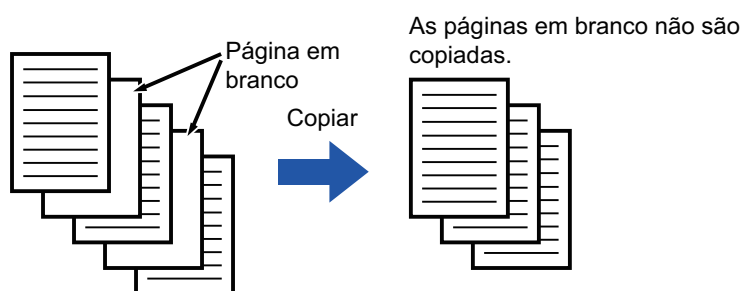 Página em
branco
Copiar
As páginas em branco não são
copiadas.